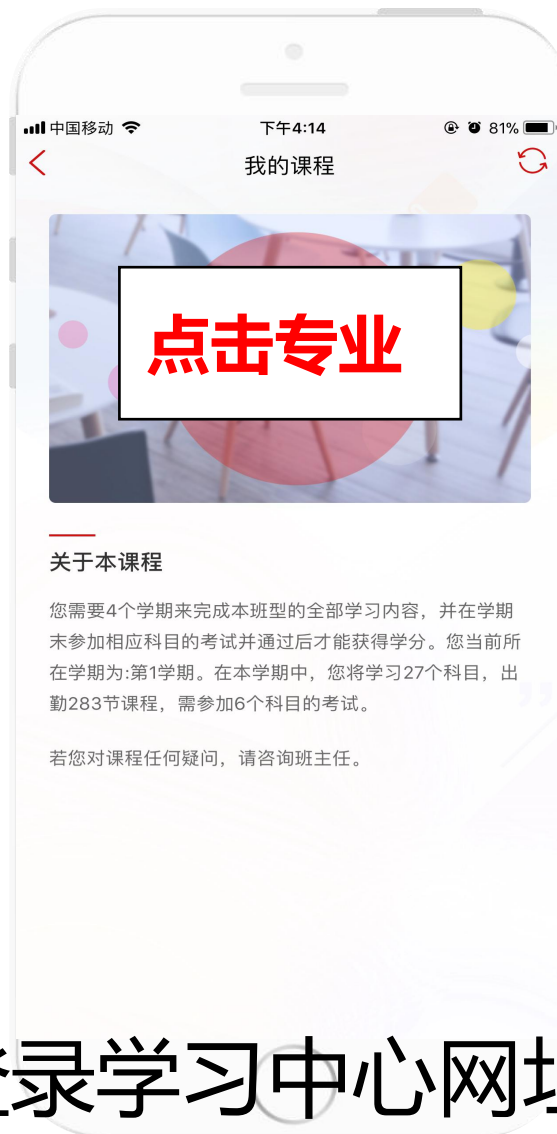 中国移动 下午4:14 81%
我的课程
点击专业
关于本课程
您需要4个学期来完成本班型的全部学习内容，并在学期
末参加相应科目的考试并通过后才能获得学分。您当前所
在学期为:第1学期。在本学期中，您将学习27个科目，出
勤283节课程，需参加6个科目的考试。
若您对课程任何疑问，请咨询班主任。
登录学习中心网址